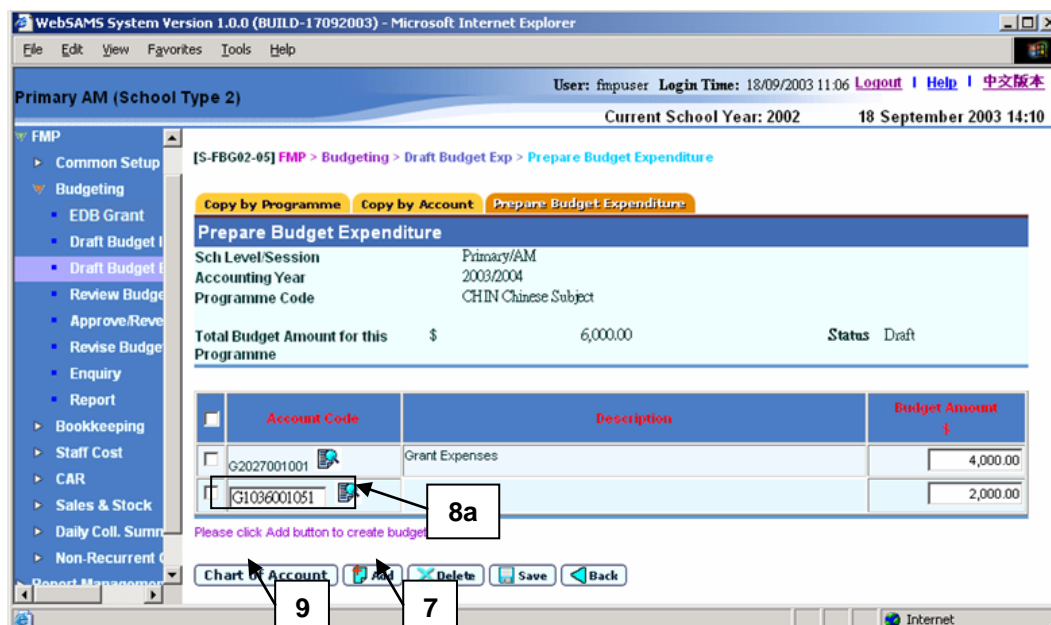 WebSAMS System Version 1.0.0 (BUILD-17092003) - Microsoft Internet Explorer
File Edit View Favorites Tools Help
User: fmpuser Login Time: 18/09/2003 11:06 Logout | Help | 中文版本
Primary AM (School Type 2)
Current School Year: 2002 18 September 2003 14:10
FMP
Common Setup
Budgeting
EDB Grant
Draft Budget I
Draft Budget E
Review Budge
Approve/Reve
Revise Budge
Enquiry
Report
Bookkeeping
Staff Cost
CAR
Sales & Stock
Daily Coll. Summ
Non-Recurrent
[S-FBG02-05] FMP > Budgeting > Draft Budget Exp > Prepare Budget Expenditure
Copy by Programme Copy by Account Prepare Budget Expenditure
Prepare Budget Expenditure
Sch Level/Session Primary/AM
Accounting Year 2003/2004
Programme Code CHIN Chinese Subject
Total Budget Amount for this Programme $ 6,000.00 Status Draft
Account Code Description Budget Amount $
G2027001001 Grant Expenses 4,000.00
G1036001051 2,000.00
8a
Please click Add button to create budget
Chart of Account Add Delete Save Back
9 7
Internet